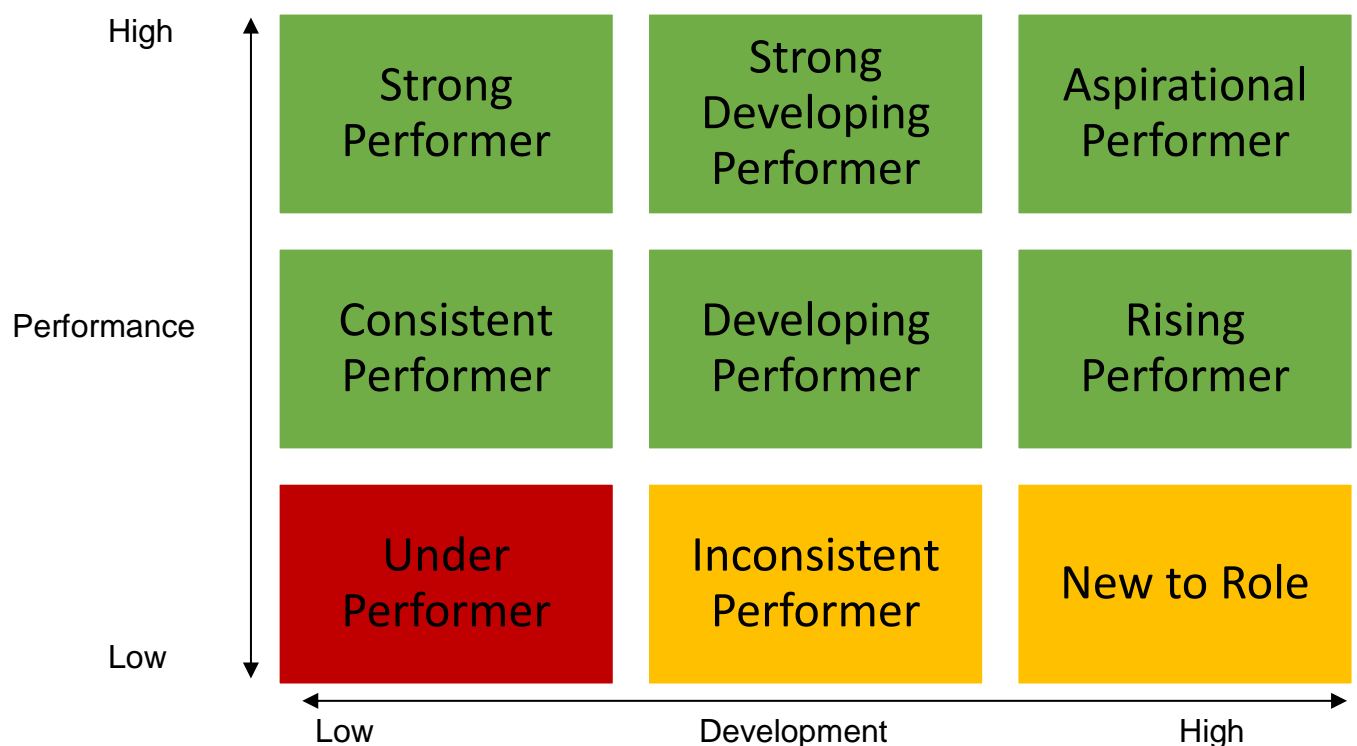 High
Strong
Performer
Strong
Developing
Performer
Aspirational
Performer
Performance
Consistent
Performer
Developing
Performer
Rising
Performer
Under
Performer
Inconsistent
Performer
New to Role
Low
Low
Development
High